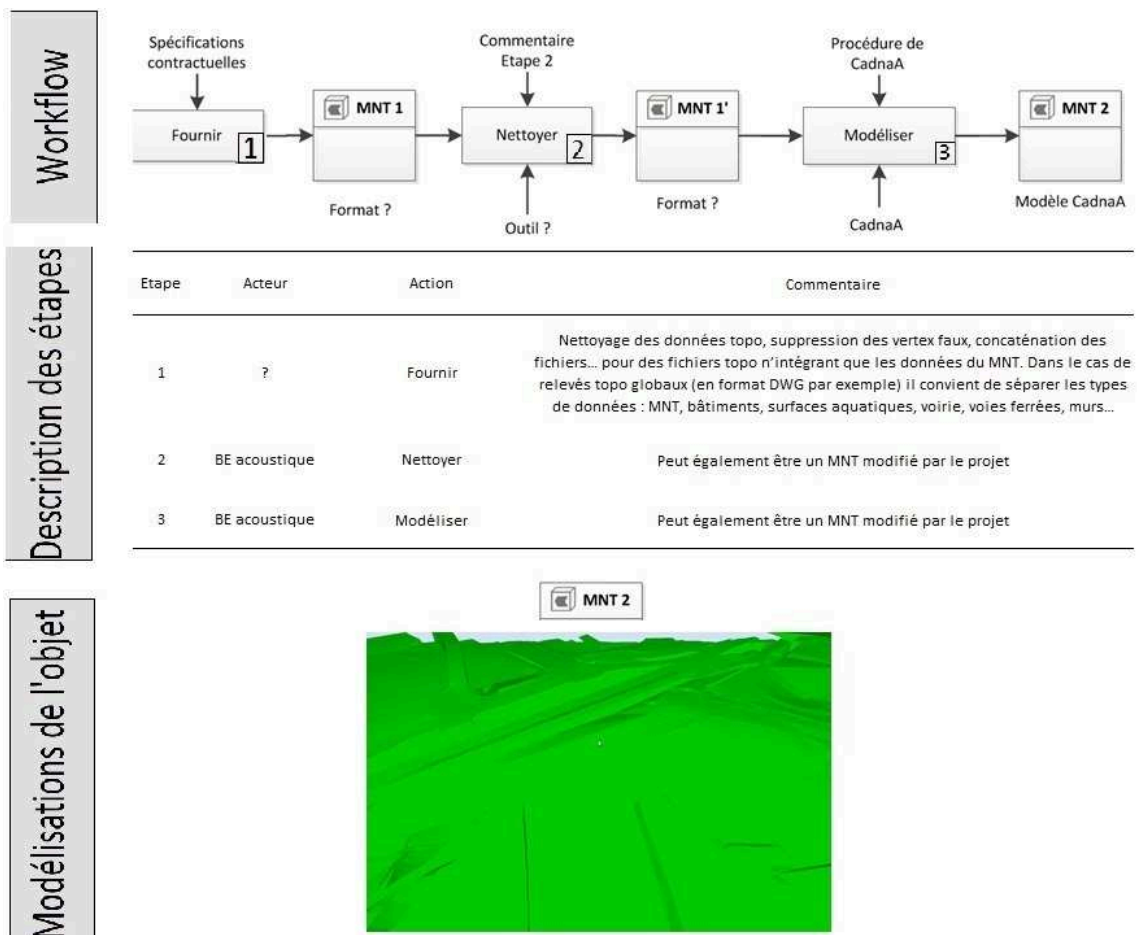 Workflow
Spécifications
contractuelles
Fournir
1
MNT 1
Format ?
Commentaire
Etape 2
Nettoyer
2
Outil ?
MNT 1'
Format ?
Procédure de
CadnaA
Modéliser
3
CadnaA
MNT 2
Modèle CadnaA
Description des étapes
Etape Acteur Action Commentaire
1 ? Fournir
Nettoyage des données topo, suppression des vertex faux, concaténation des
fichiers... pour des fichiers topo n'intégrant que les données du MNT. Dans le cas de
relevés topo globaux (en format DWG par exemple) il convient de séparer les types
de données : MNT, bâtiments, surfaces aquatiques, voirie, voies ferrées, murs...
2 BE acoustique Nettoyer Peut également être un MNT modifié par le projet
3 BE acoustique Modéliser Peut également être un MNT modifié par le projet
Modélisations de l'objet
MNT 2